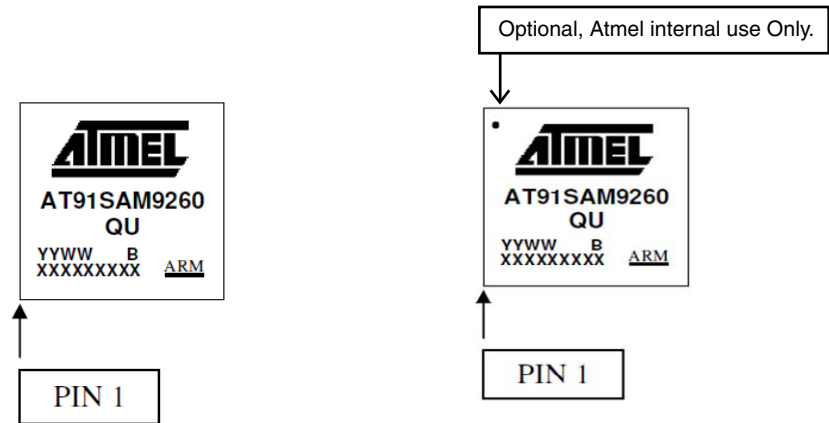 Optional, Atmel internal use Only.
ATMEL
AT91SAM9260
QU
YYWW B
XXXXXXXXX ARM
PIN 1
ATMEL
AT91SAM9260
QU
YYWW B
XXXXXXXXX ARM
PIN 1